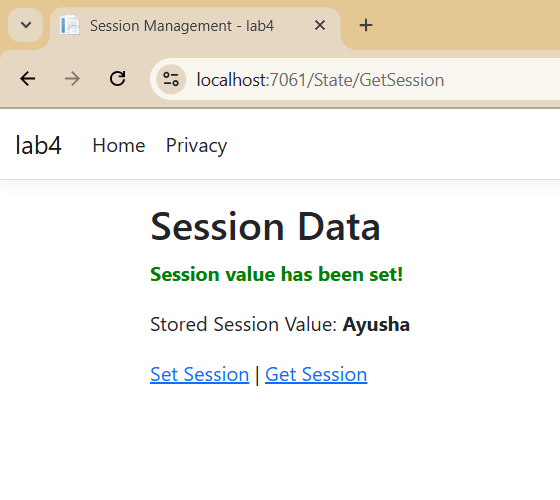 Session Management - lab4
localhost:7061/State/GetSession
lab4 Home Privacy
Session Data
Session value has been set!
Stored Session Value: Ayusha
Set Session | Get Session